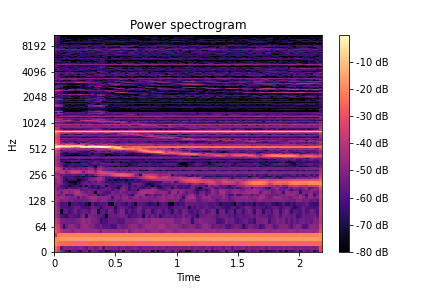 Power spectrogram
Hz
8192
4096
2048
1024
512
256
128
64
0
0
0.5
1
1.5
2
Time
-10 dB
-20 dB
-30 dB
-40 dB
-50 dB
-60 dB
-70 dB
-80 dB